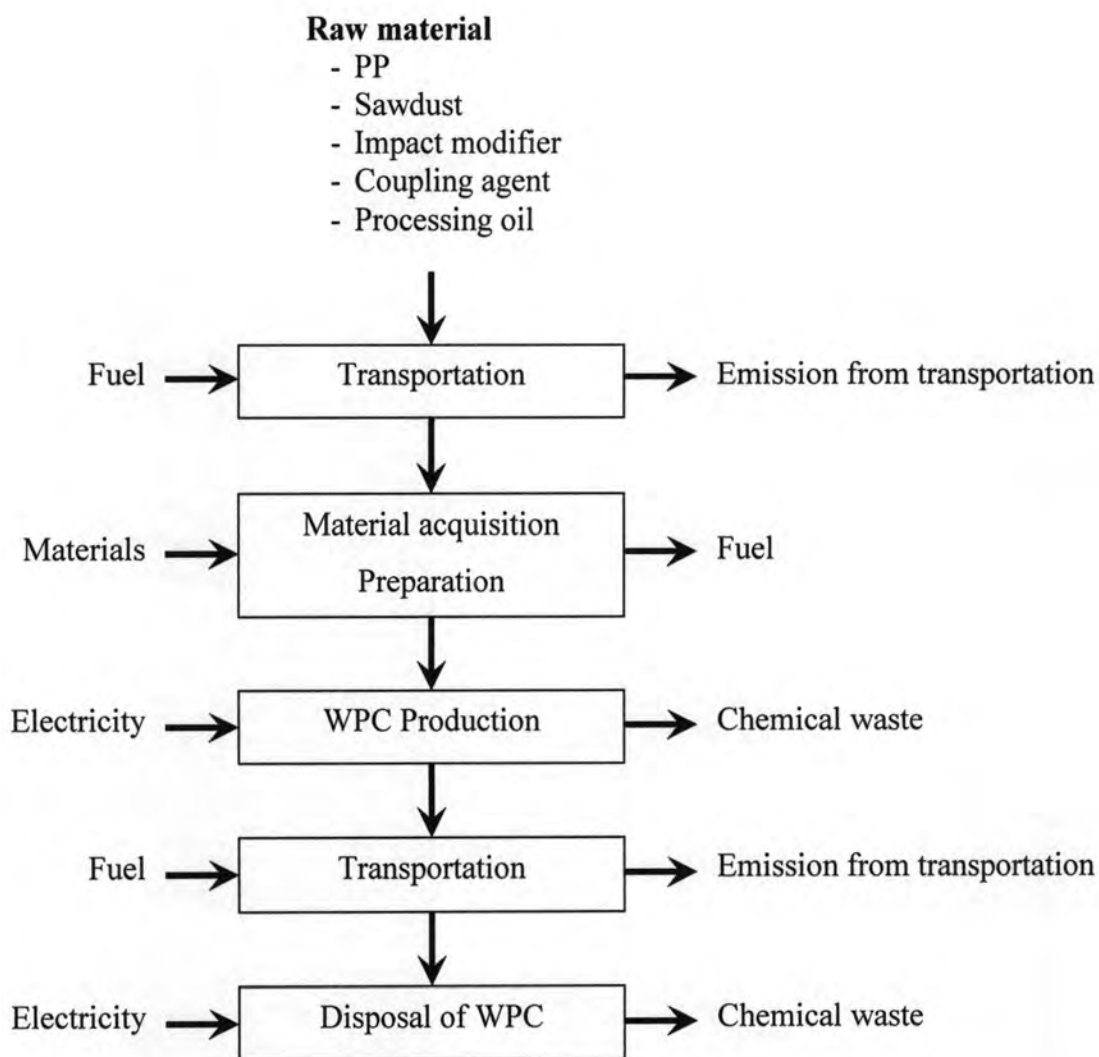 Raw material
- PP
- Sawdust
- Impact modifier
- Coupling agent
- Processing oil
Fuel
Transportation
Emission from transportation
Materials
Material acquisition
Preparation
Fuel
Electricity
WPC Production
Chemical waste
Fuel
Transportation
Emission from transportation
Electricity
Disposal of WPC
Chemical waste